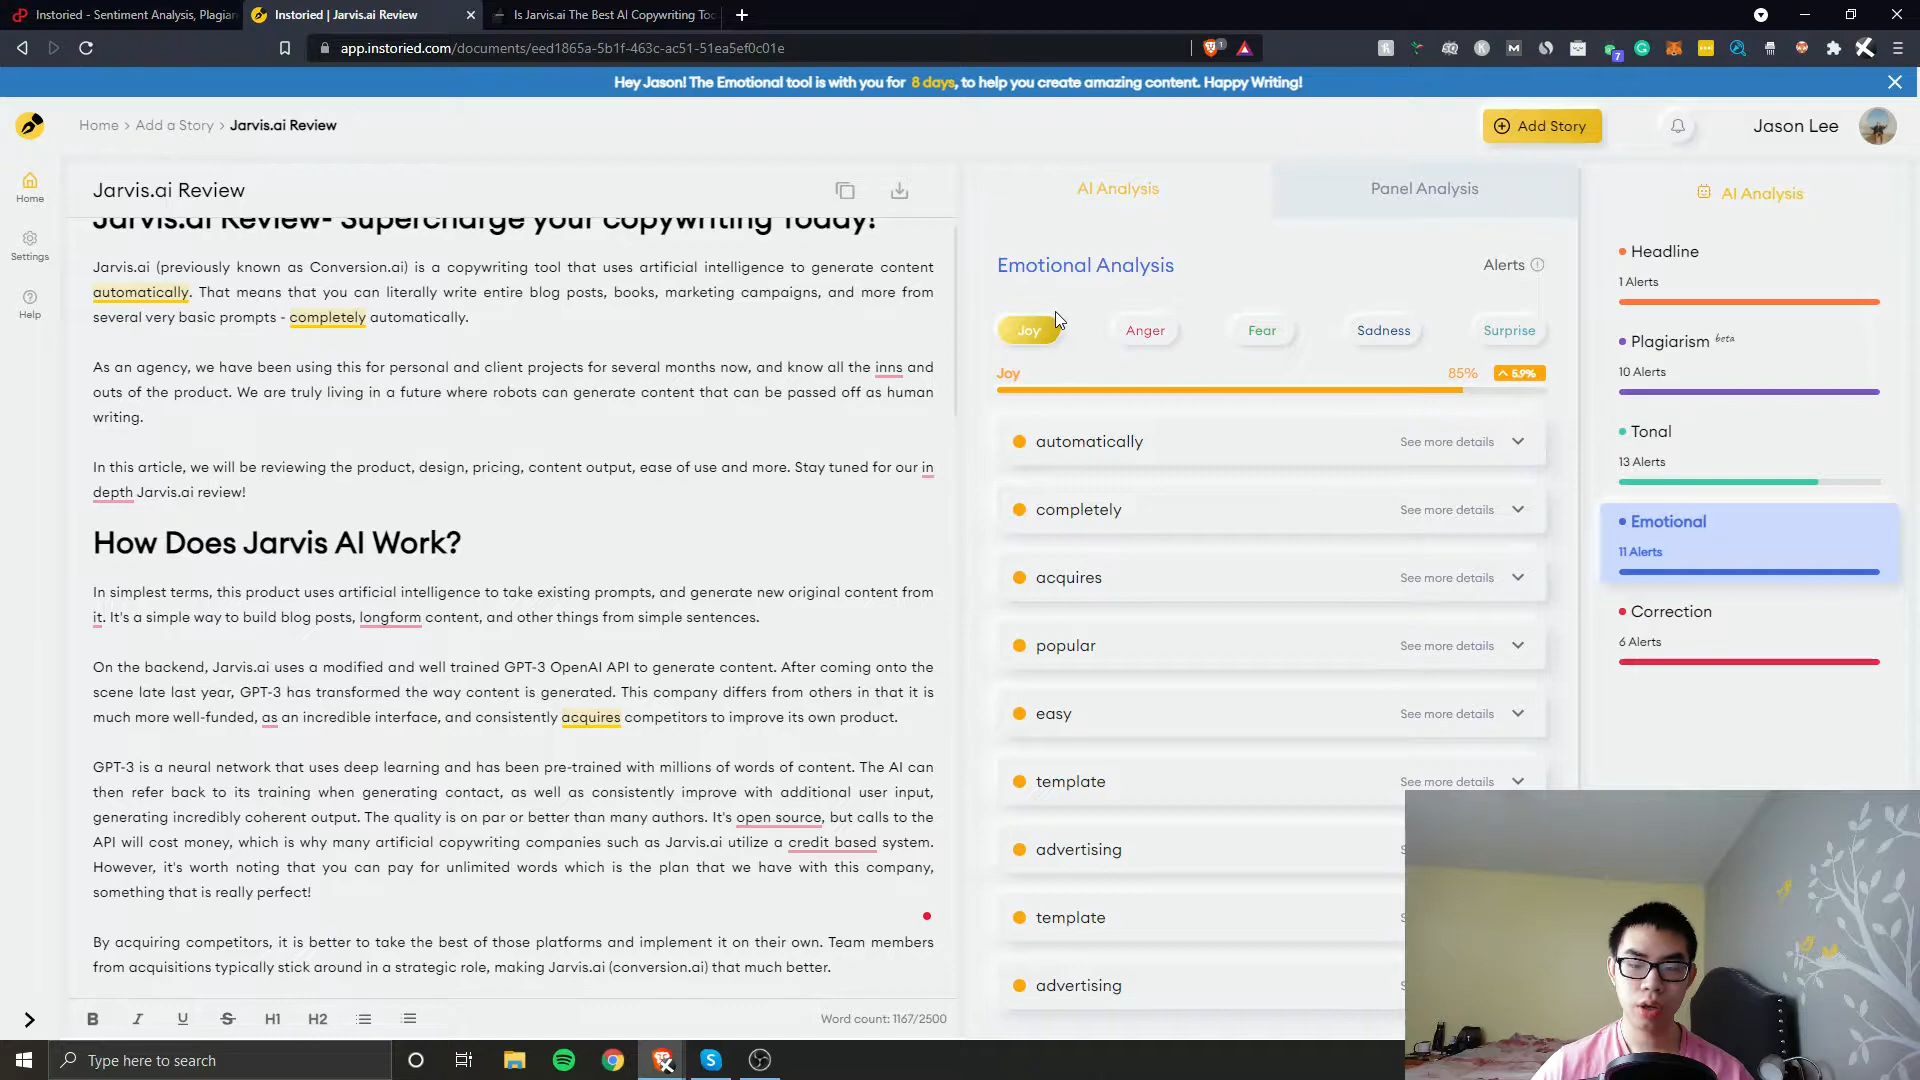 Instoried - Sentiment Analysis, Plagiar
Instoried | Jarvis.ai Review
Is Jarvis.ai The Best AI Copywriting Too
app.instoried.com/documents/eed1865a-5b1f-463c-ac51-51ea5ef0c01e
Hey Jason! The Emotional tool is with you for 8 days, to help you create amazing content. Happy Writing!
Home > Add a Story > Jarvis.ai Review
Add Story
Jason Lee
Home
Settings
Help
Jarvis.ai Review
Jarvis.ai Review- Supercharge your copywriting Today!
Jarvis.ai (previously known as Conversion.ai) is a copywriting tool that uses artificial intelligence to generate content
automatically. That means that you can literally write entire blog posts, books, marketing campaigns, and more from
several very basic prompts - completely automatically.
As an agency, we have been using this for personal and client projects for several months now, and know all the inns and
outs of the product. We are truly living in a future where robots can generate content that can be passed off as human
writing.
In this article, we will be reviewing the product, design, pricing, content output, ease of use and more. Stay tuned for our in
depth Jarvis.ai review!
How Does Jarvis AI Work?
In simplest terms, this product uses artificial intelligence to take existing prompts, and generate new original content from
it. It's a simple way to build blog posts, longform content, and other things from simple sentences.
On the backend, Jarvis.ai uses a modified and well trained GPT-3 OpenAI API to generate content. After coming onto the
scene late last year, GPT-3 has transformed the way content is generated. This company differs from others in that it is
much more well-funded, as an incredible interface, and consistently acquires competitors to improve its own product.
GPT-3 is a neural network that uses deep learning and has been pre-trained with millions of words of content. The AI can
then refer back to its training when generating contact, as well as consistently improve with additional user input,
generating incredibly coherent output. The quality is on par or better than many authors. It's open source, but calls to the
API will cost money, which is why many artificial copywriting companies such as Jarvis.ai utilize a credit based system.
However, it's worth noting that you can pay for unlimited words which is the plan that we have with this company,
something that is really perfect!
By acquiring competitors, it is better to take the best of those platforms and implement it on their own. Team members
from acquisitions typically stick around in a strategic role, making Jarvis.ai (conversion.ai) that much better.
B I U S H1 H2
Word count: 1167/2500
AI Analysis
Panel Analysis
Emotional Analysis
Alerts
Joy
Anger
Fear
Sadness
Surprise
Joy
85%
5.9%
automatically
See more details
completely
See more details
acquires
See more details
popular
See more details
easy
See more details
template
See more details
advertising
S
template
S
advertising
S
AI Analysis
Headline
1 Alerts
Plagiarism beta
10 Alerts
Tonal
13 Alerts
Emotional
11 Alerts
Correction
6 Alerts
Type here to search